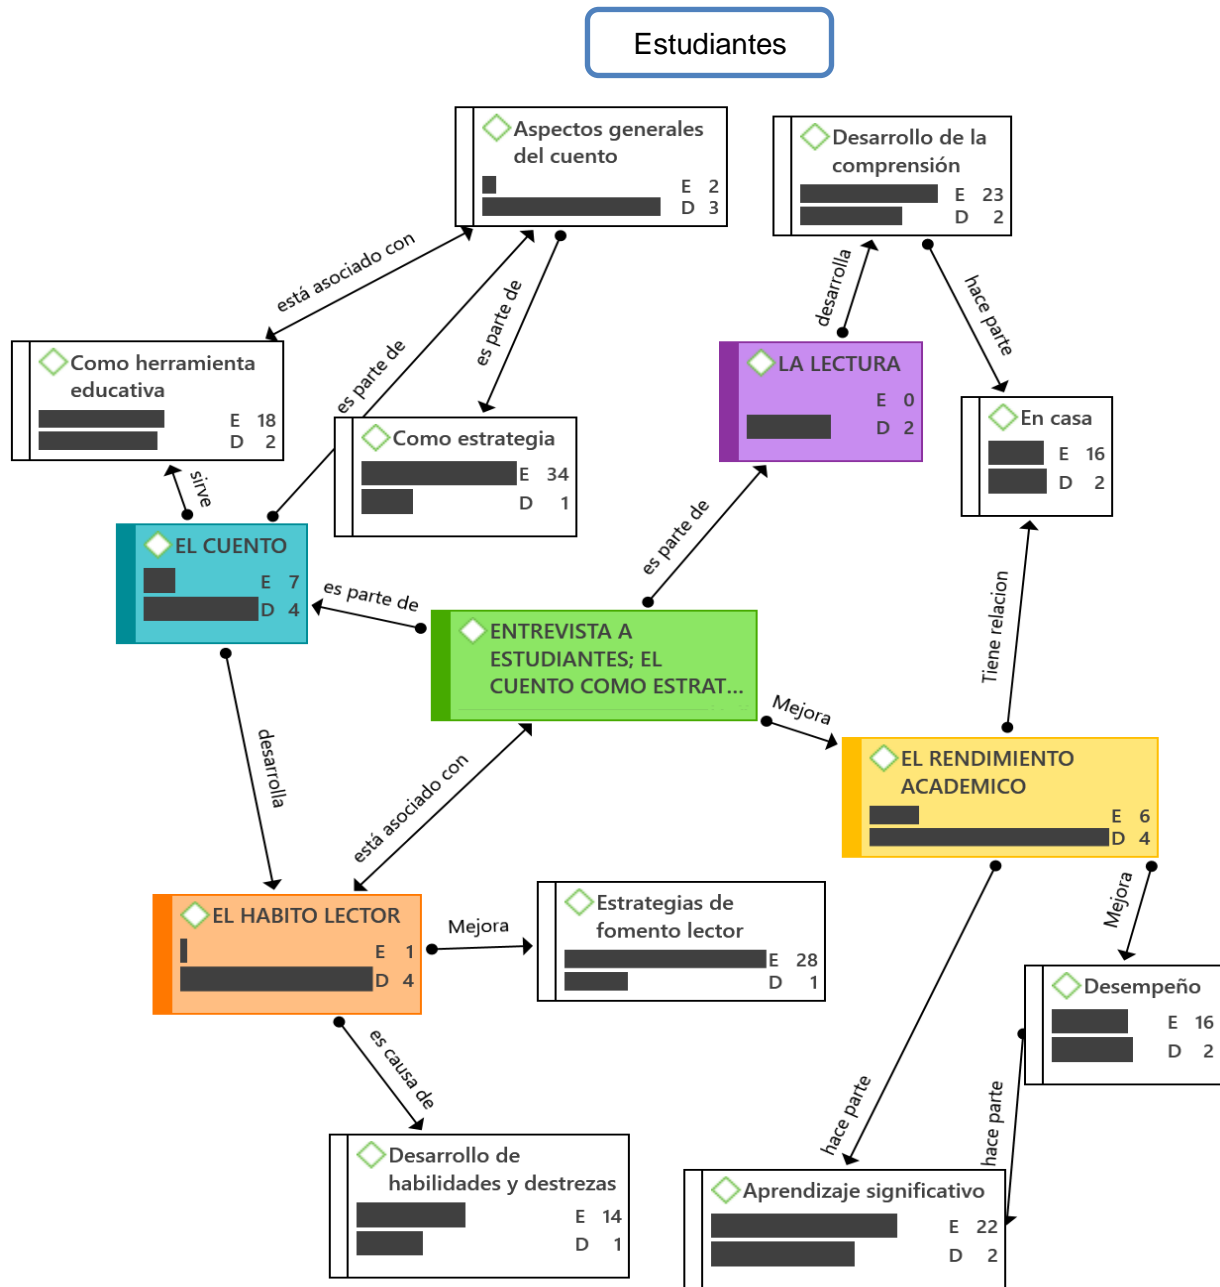 Estudiantes
Aspectos generales
del cuento
E 2
D 3
Desarrollo de la
comprensión
E 23
D 2
está asociado con
es parte de
es parte de
desarrolla
hace parte
Como herramienta
educativa
E 18
D 2
LA LECTURA
E 0
D 2
Como estrategia
E 34
D 1
En casa
E 16
D 2
sirve
EL CUENTO
E 7
D 4
es parte de
es parte de
Tiene relacion
ENTREVISTA A
ESTUDIANTES; EL
CUENTO COMO ESTRAT...
Mejora
desarrolla
está asociado con
EL RENDIMIENTO
ACADEMICO
E 6
D 4
EL HABITO LECTOR
E 1
D 4
Mejora
Estrategias de
fomento lector
E 28
D 1
Mejora
Desempeño
E 16
D 2
es causa de
hace parte
hace parte
Desarrollo de
habilidades y destrezas
E 14
D 1
Aprendizaje significativo
E 22
D 2